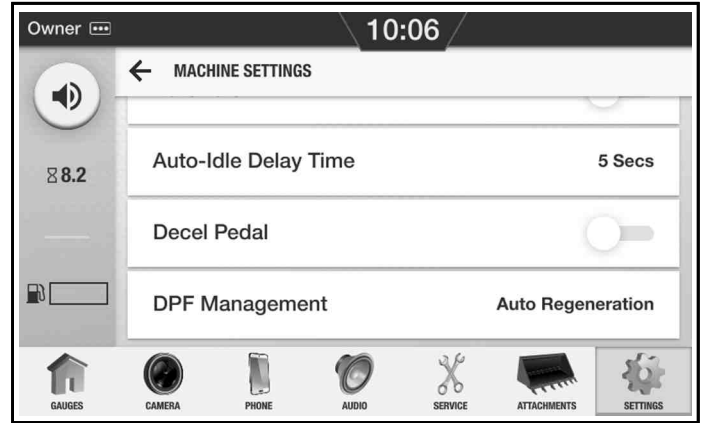 Owner
10:06
MACHINE SETTINGS
Auto-Idle Delay Time 5 Secs
8.2
Decel Pedal
DPF Management Auto Regeneration
GAUGES CAMERA PHONE AUDIO SERVICE ATTACHMENTS SETTINGS